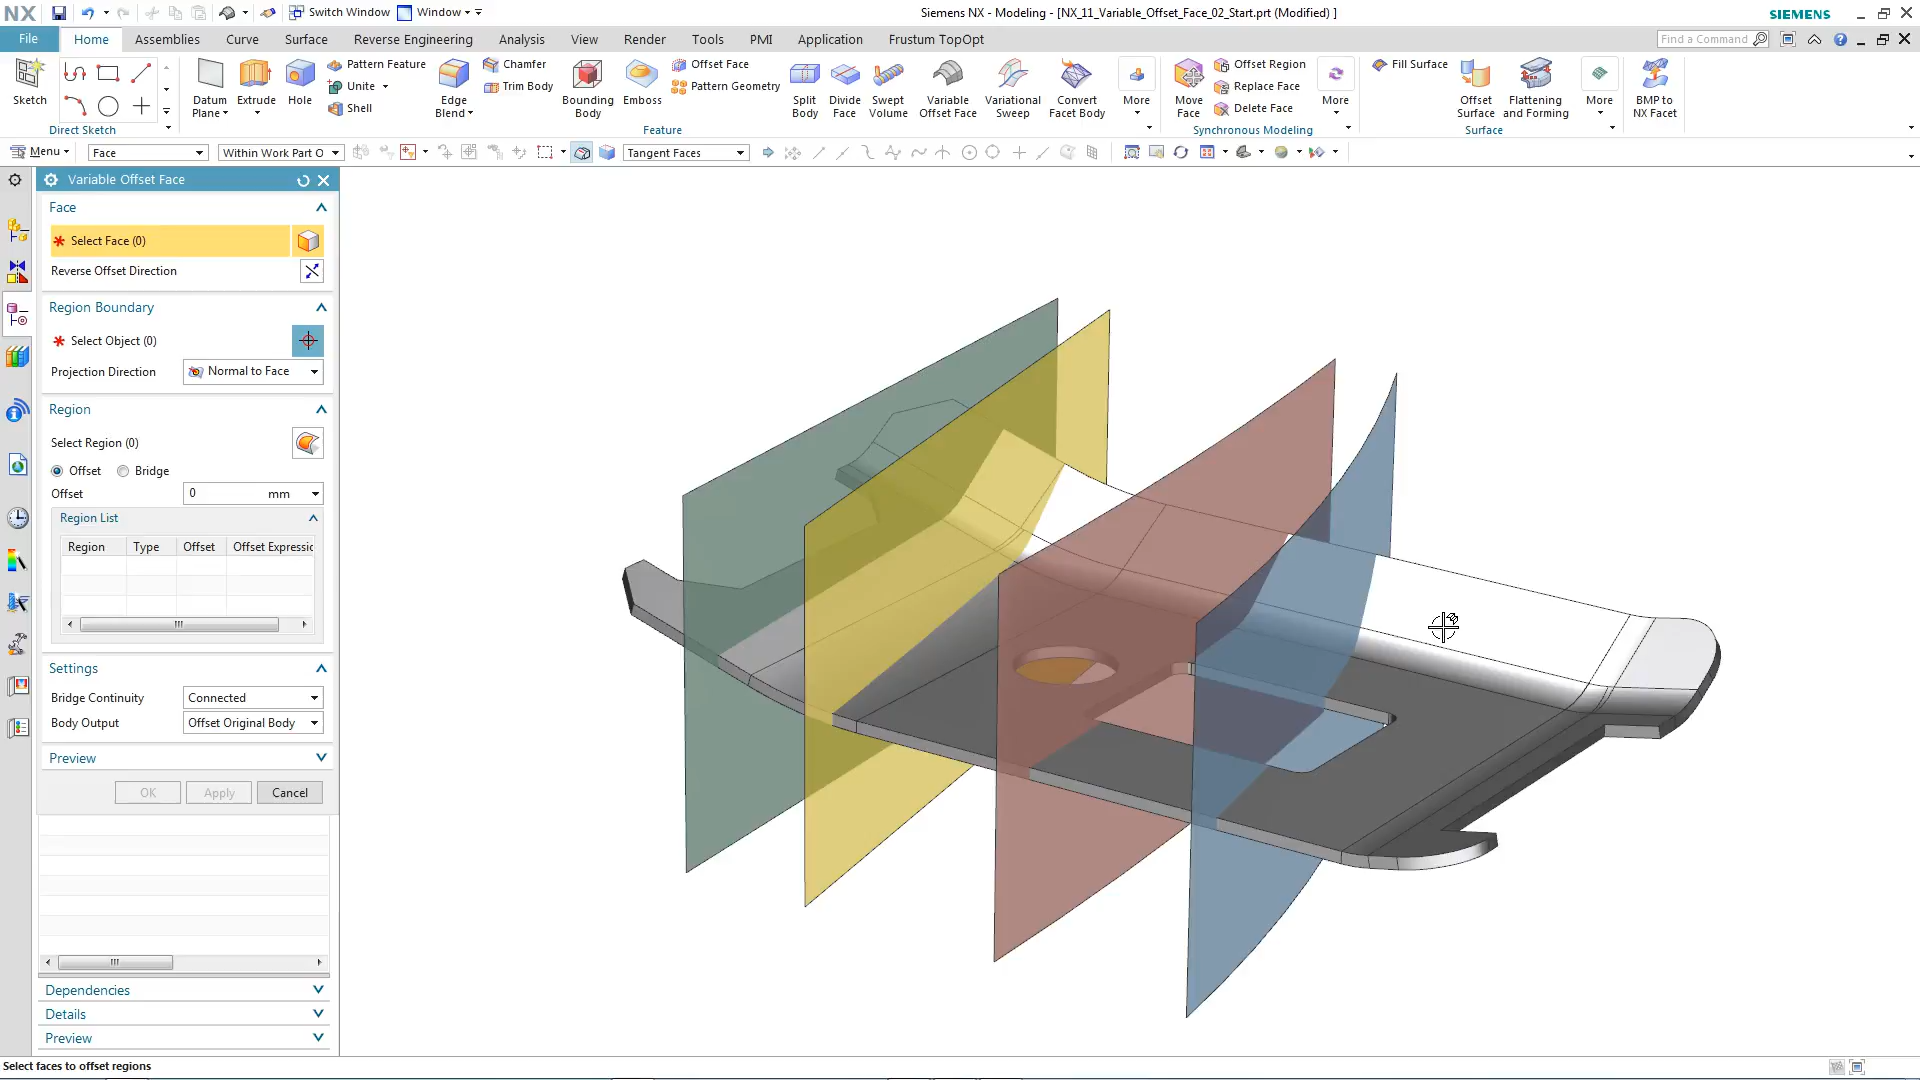 NX
Switch Window
Window
Siemens NX - Modeling - [NX_11_Variable_Offset_Face_02_Start.prt (Modified) ]
SIEMENS
File
Home
Assemblies
Curve
Surface
Reverse Engineering
Analysis
View
Render
Tools
PMI
Application
Frustum TopOpt
Find a Command
Sketch
Direct Sketch
Datum Plane
Extrude
Hole
Pattern Feature
Unite
Shell
Edge Blend
Chamfer
Trim Body
Bounding Body
Emboss
Offset Face
Pattern Geometry
Split Body
Divide Face
Swept Volume
Variable Offset Face
Variational Sweep
Convert Facet Body
More
Feature
Move Face
Offset Region
Replace Face
Delete Face
More
Synchronous Modeling
Fill Surface
Offset Surface
Flattening and Forming
More
Surface
BMP to NX Facet
Menu
Face
Within Work Part O
Tangent Faces
Variable Offset Face
Face
* Select Face (0)
Reverse Offset Direction
Region Boundary
* Select Object (0)
Projection Direction
Normal to Face
Region
Select Region (0)
Offset
Bridge
Offset
0
mm
Region List
Region
Type
Offset
Offset Expressic
Settings
Bridge Continuity
Connected
Body Output
Offset Original Body
Preview
OK
Apply
Cancel
Dependencies
Details
Preview
Select faces to offset regions